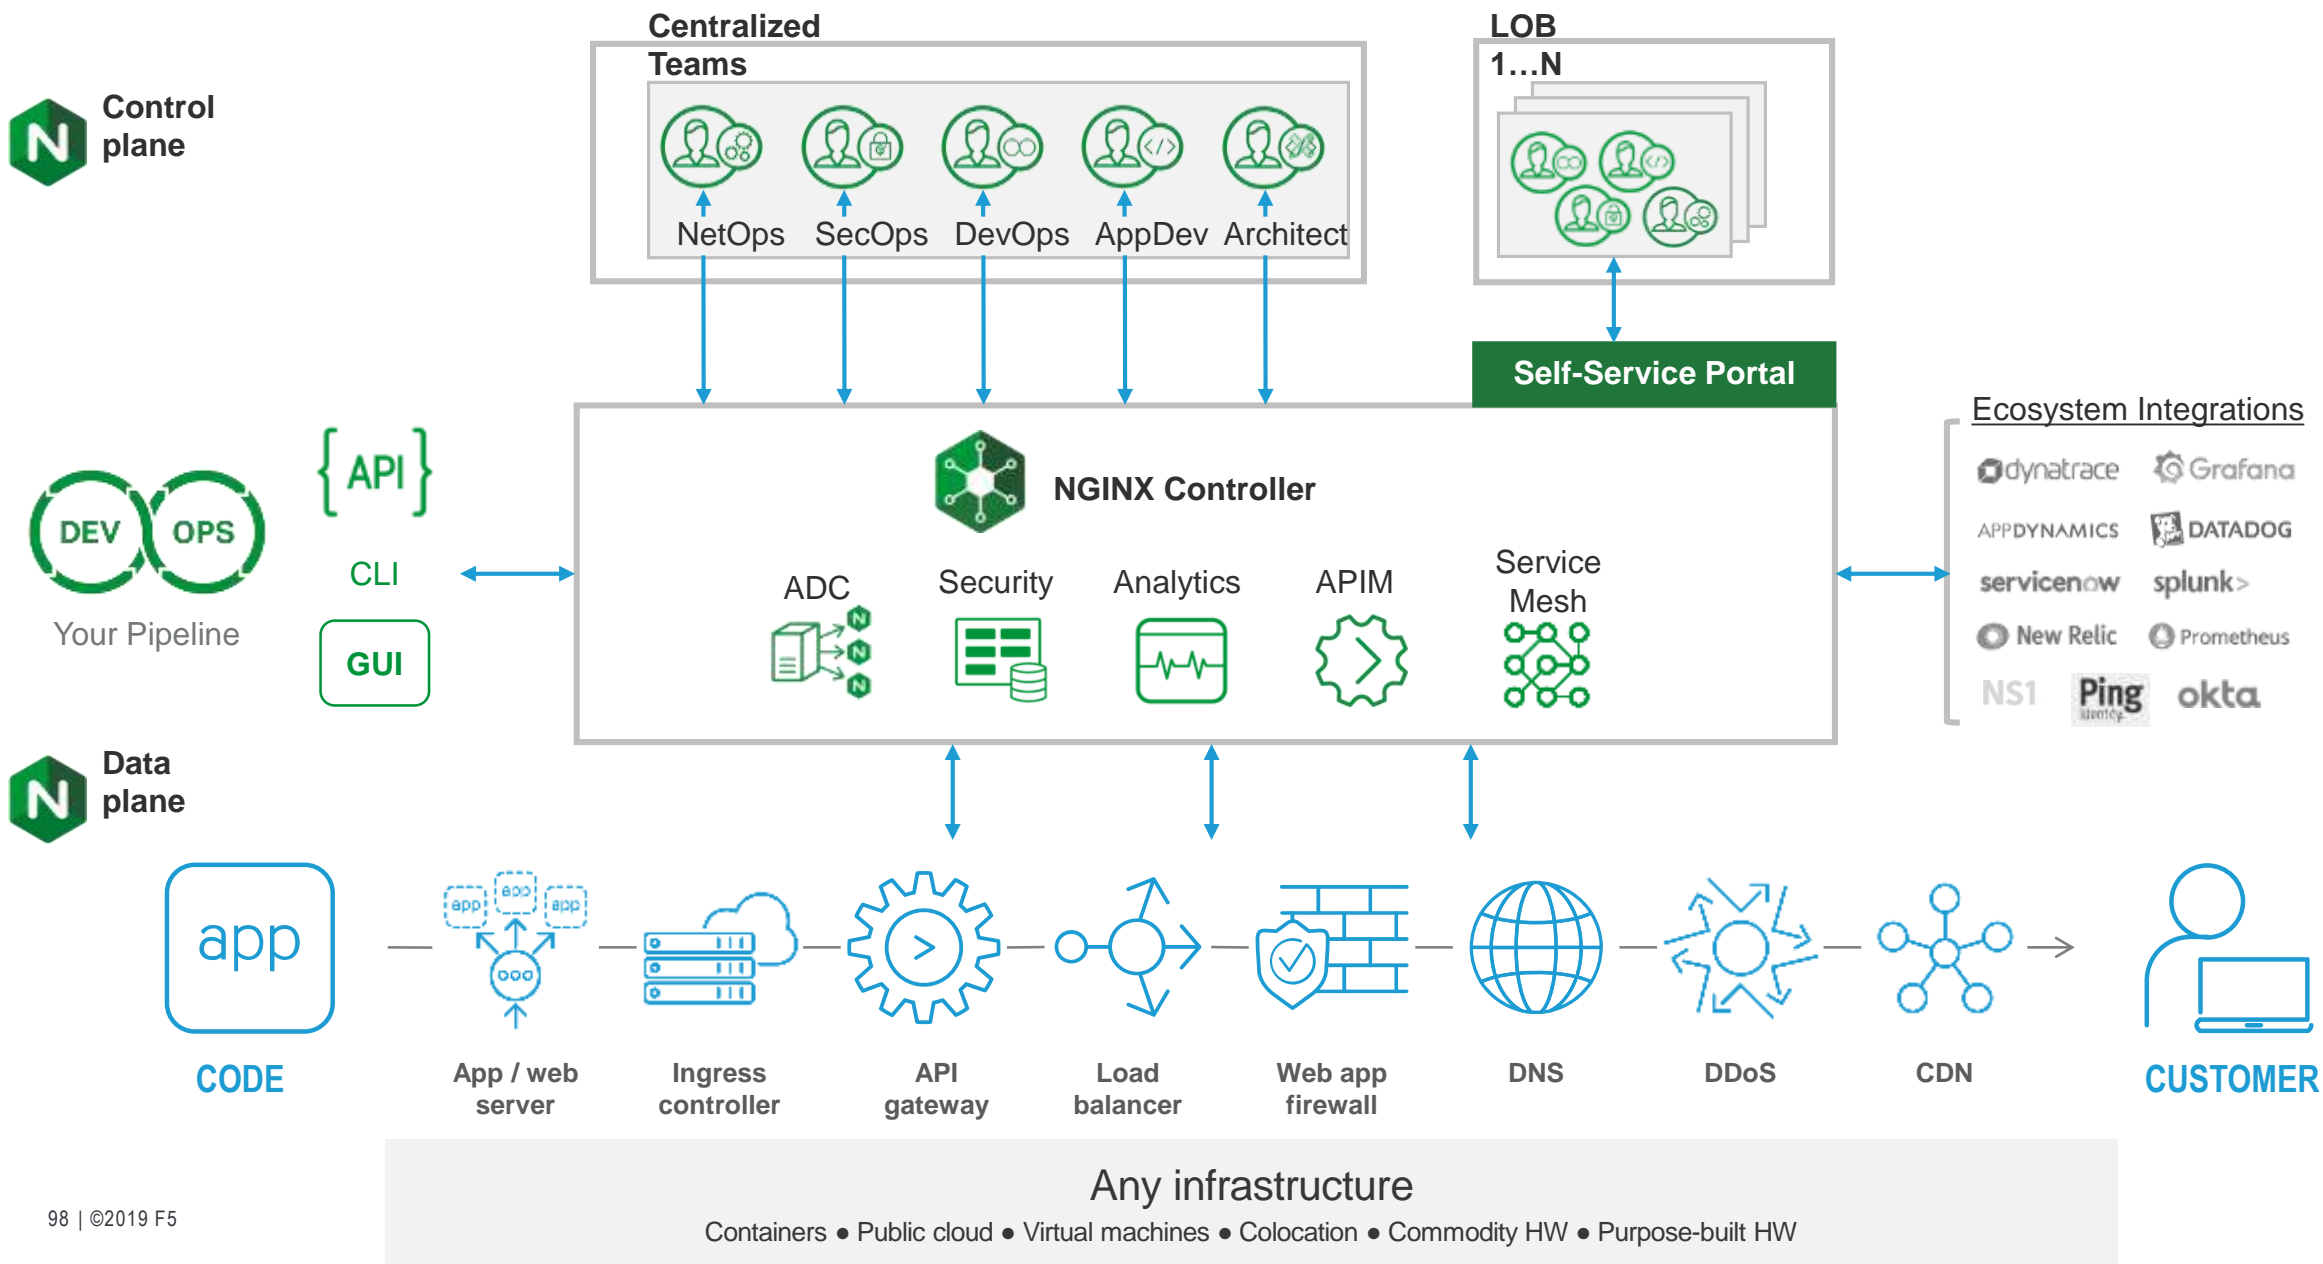 Centralized
Teams
LOB
1...N
Control
plane
NetOps
SecOps
DevOps
AppDev
Architect
Self-Service Portal
Ecosystem Integrations
{API}
DEV OPS
CLI
Your Pipeline
GUI
NGINX Controller
ADC
Security
Analytics
APIM
Service
Mesh
dynatrace
Grafana
APPDYNAMICS
DATADOG
servicenow
splunk>
New Relic
Prometheus
NS1
Ping
Identity
okta
Data
plane
app
app
app
app
CODE
App / web
server
Ingress
controller
API
gateway
Load
balancer
Web app
firewall
DNS
DDoS
CDN
CUSTOMER
Any infrastructure
Containers ● Public cloud ● Virtual machines ● Colocation ● Commodity HW ● Purpose-built HW
98 | ©2019 F5